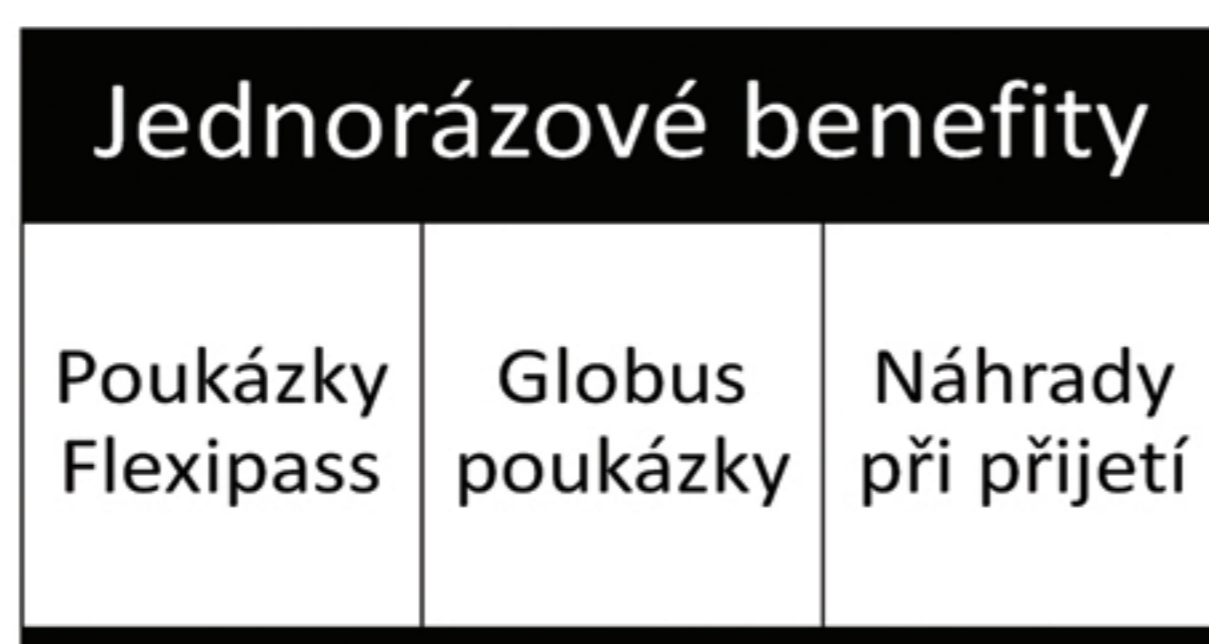 Jednorázové benefity
Poukázky
Flexipass
Globus
poukázky
Náhrady
při přijetí